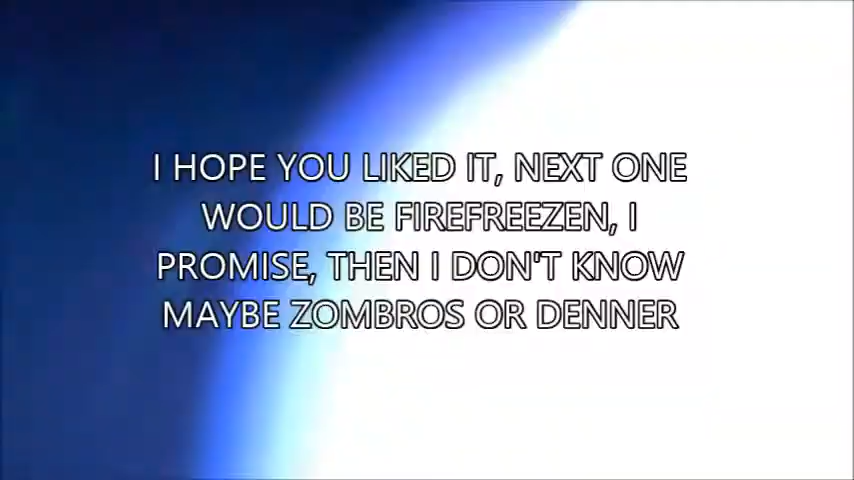 I HOPE YOU LIKED IT, NEXT ONE
WOULD BE FIREFREEZEN, I
PROMISE, THEN I DON'T KNOW
MAYBE ZOMBROS OR DENNER